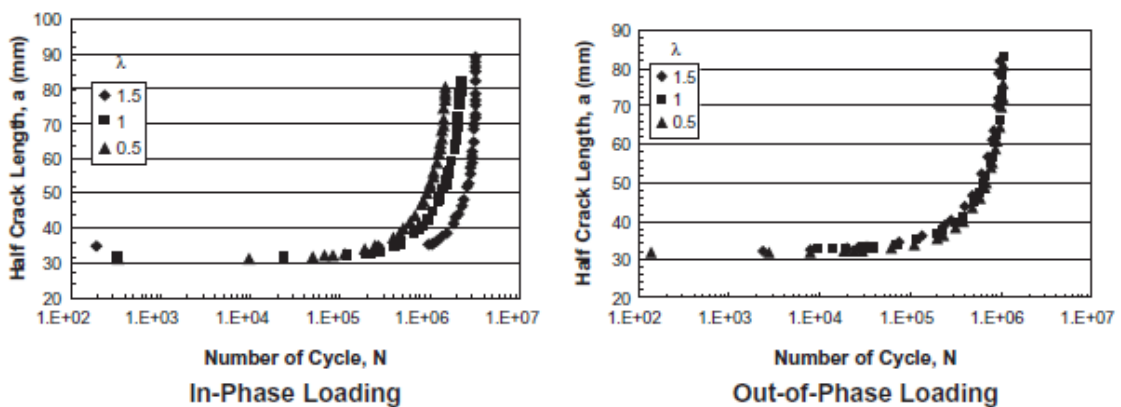 100
90
80
70
60
50
40
30
20
Half Crack Length, a (mm)
λ
1.5
1
0.5
1.E+02 1.E+03 1.E+04 1.E+05 1.E+06 1.E+07
Number of Cycle, N
In-Phase Loading
90
80
70
60
50
40
30
20
Half Crack Length, a (mm)
λ
1.5
1
0.5
1.E+02 1.E+03 1.E+04 1.E+05 1.E+06 1.E+07
Number of Cycle, N
Out-of-Phase Loading